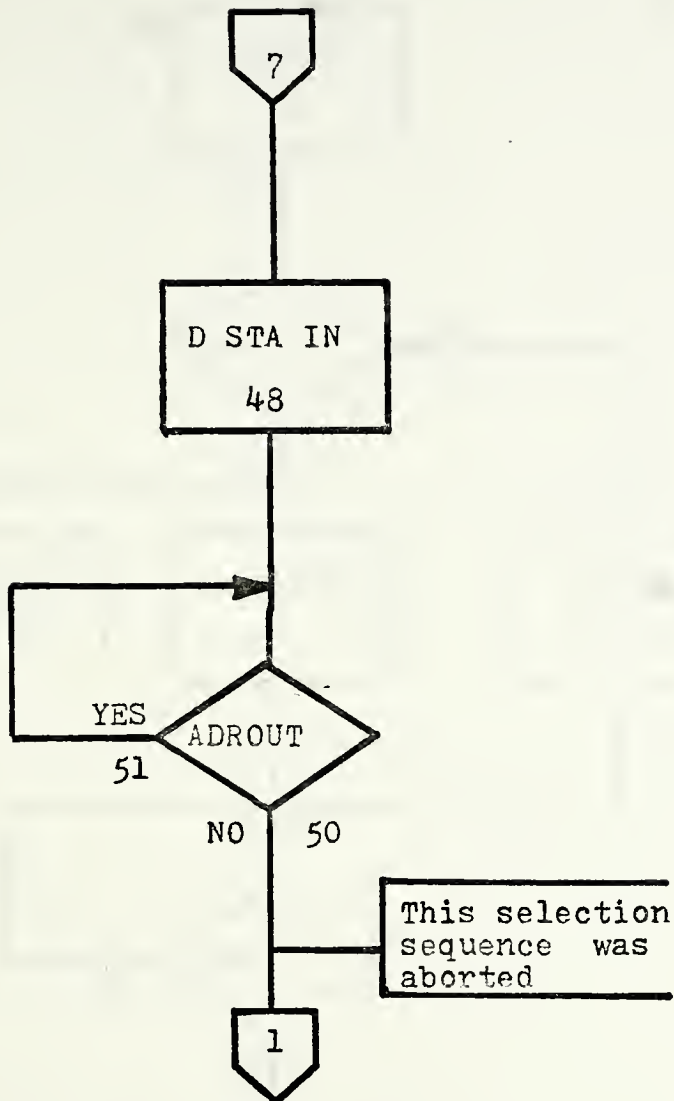 7
D STA IN
48
YES
ADROUT
51
NO 50
This selection
sequence was
aborted
1